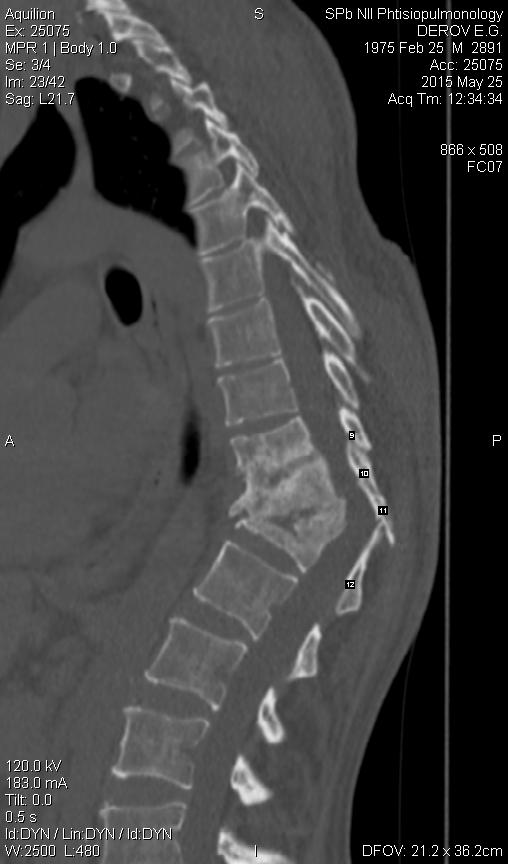 Aquilion
Ex: 25075
MPR 1 | Body 1.0
Se: 3/4
Im: 23/42
Sag: L21.7
S
SPb NII Phtisiopulmonology
DEROV E.G.
1975 Feb 25 M 2891
Acc: 25075
2015 May 25
Acq Tm: 12:34:34
866 x 508
FC07
A
P
9
10
11
12
120.0 kV
183.0 mA
Tilt: 0.0
0.5 s
Id:DYN / Lin:DYN / Id:DYN
W:2500 L:480
I
DFOV: 21.2 x 36.2cm